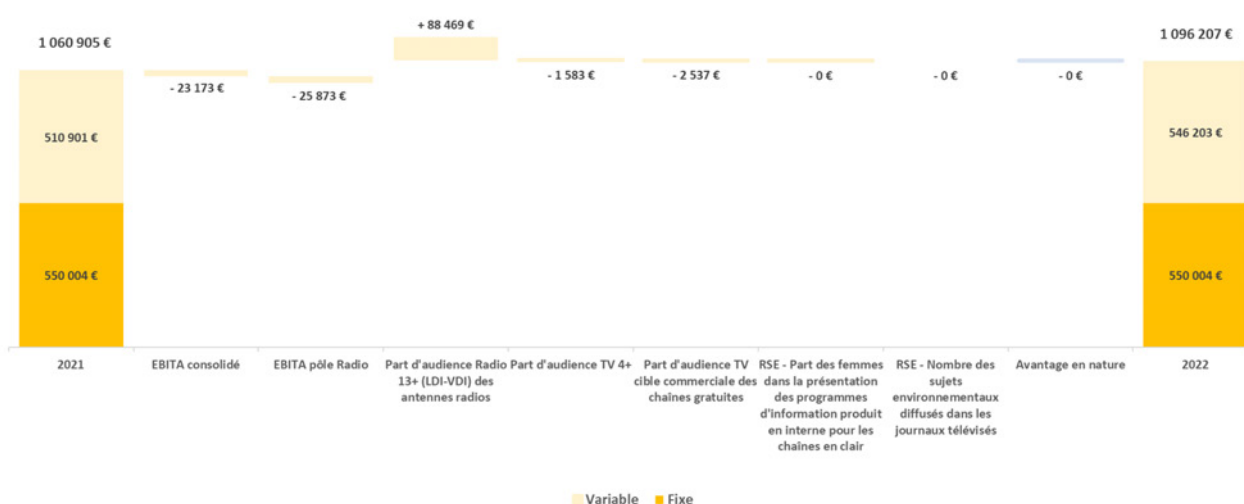 + 88 469 €
1 060 905 €
1 096 207 €
- 23 173 €
- 25 873 €
- 1 583 €
- 2 537 €
- 0 €
- 0 €
- 0 €
510 901 €
546 203 €
550 004 €
550 004 €
2021
EBITA consolidé
EBITA pôle Radio
Part d'audience Radio
13+ (LDI-VDI) des
antennes radios
Part d'audience TV 4+
Part d'audience TV
cible commerciale des
chaînes gratuites
RSE - Part des femmes
dans la présentation
des programmes
d'information produit
en interne pour les
chaînes en clair
RSE - Nombre des
sujets
environnementaux
diffusés dans les
journaux télévisés
Avantage en nature
2022
Variable
Fixe